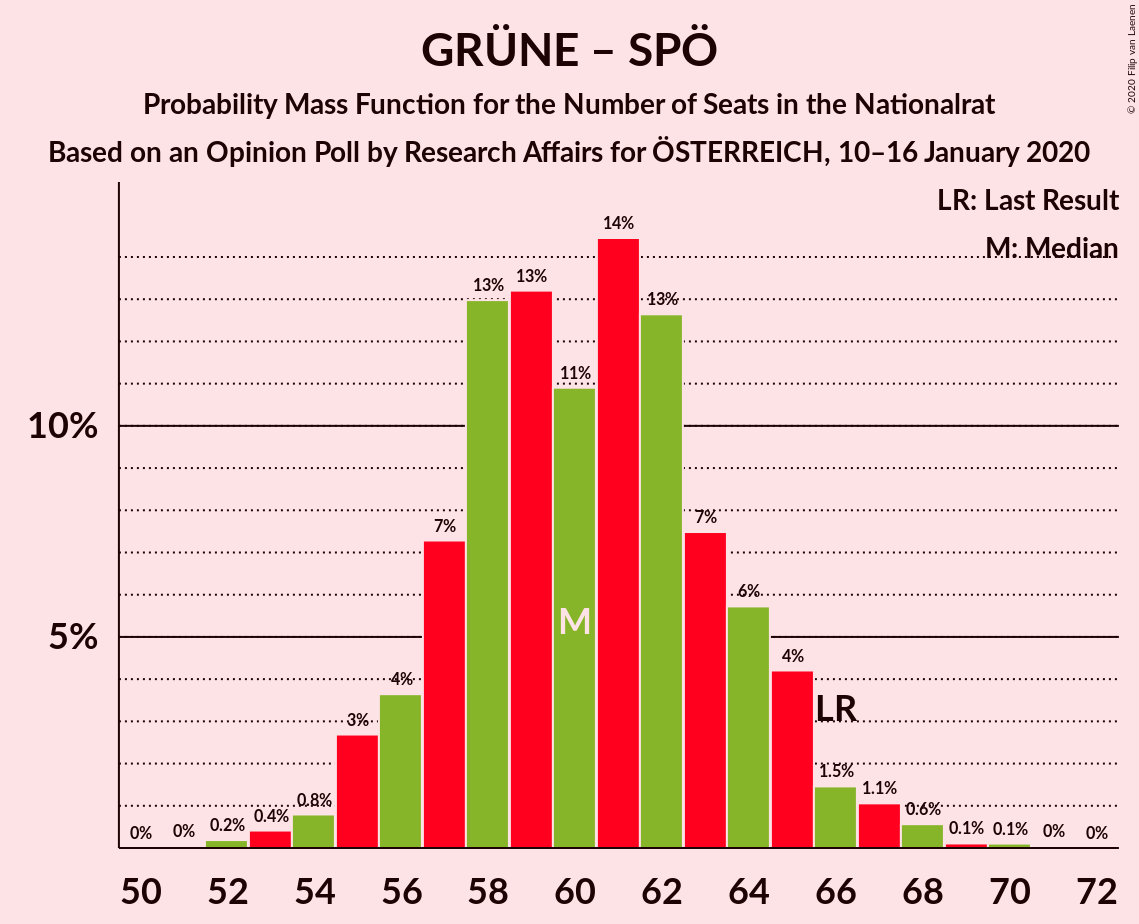 GRÜNE – SPÖ
Probability Mass Function for the Number of Seats in the Nationalrat
Based on an Opinion Poll by Research Affairs for ÖSTERREICH, 10–16 January 2020
© 2020 Filip van Laenen
LR: Last Result
M: Median
14%
13%
13%
13%
11%
10%
7%
7%
6%
M
5%
4%
4%
LR
3%
1.5%
1.1%
0.8%
0.6%
0.4%
0.2%
0.1%
0.1%
0%
0%
0%
0%
50 52 54 56 58 60 62 64 66 68 70 72